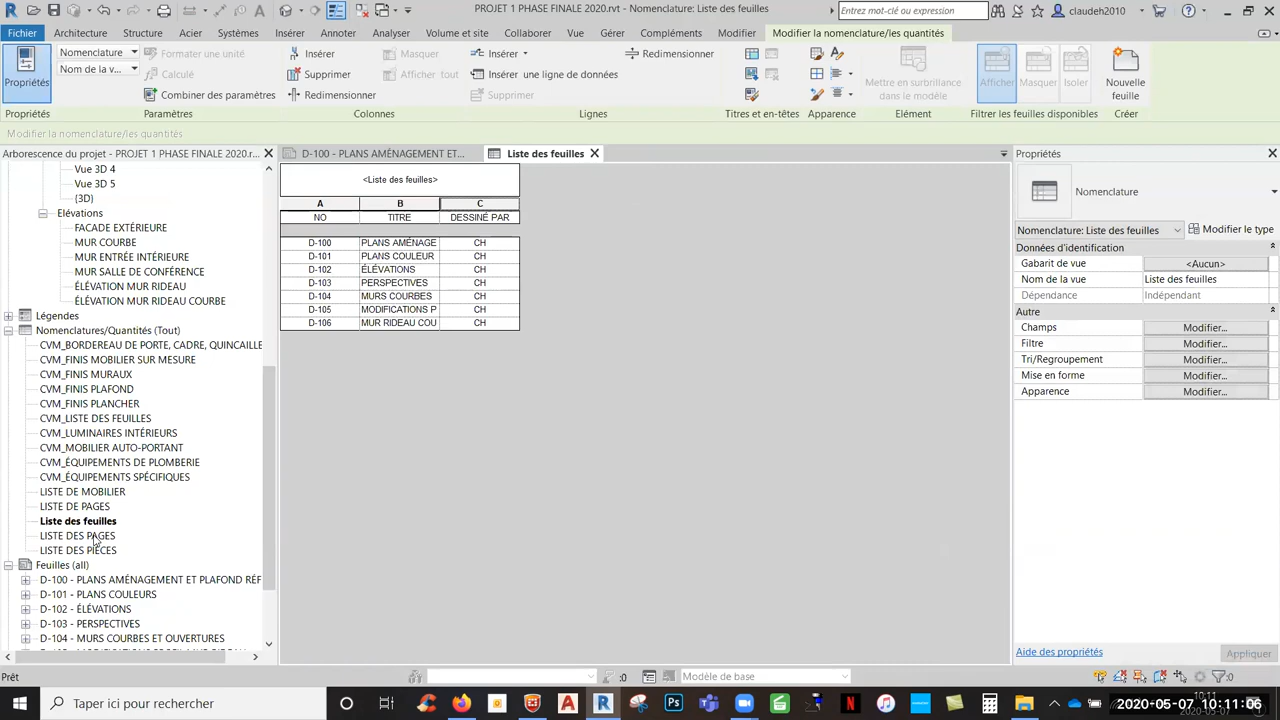 PROJET 1 PHASE FINALE 2020.rvt - Nomenclature: Liste des feuilles
Entrez mot-clé ou expression
claudeh2010
Fichier Architecture Structure Acier Systèmes Insérer Annoter Analyser Volume et site Collaborer Vue Gérer Compléments Modifier Modifier la nomenclature/les quantités
Propriétés
Nomenclature
Nom de la v...
Formater une unité
Calculé
Combiner des paramètres
Insérer
Supprimer
Redimensionner
Masquer
Afficher tout
Insérer
Insérer une ligne de données
Supprimer
Redimensionner
Mettre en surbrillance
dans le modèle
Afficher
Masquer
Isoler
Nouvelle
feuille
Propriétés Paramètres Colonnes Lignes Titres et en-têtes Apparence Elément Filtrer les feuilles disponibles Créer
Modifier la nomenclature/les quantités
Arborescence du projet - PROJET 1 PHASE FINALE 2020.r...
Vue 3D 4
Vue 3D 5
{3D}
Elévations
FACADE EXTÉRIEURE
MUR COURBE
MUR ENTRÉE INTÉRIEURE
MUR SALLE DE CONFÉRENCE
ÉLÉVATION MUR RIDEAU
ÉLÉVATION MUR RIDEAU COURBE
Légendes
Nomenclatures/Quantités (Tout)
CVM_BORDEREAU DE PORTE, CADRE, QUINCAILLE
CVM_FINIS MOBILIER SUR MESURE
CVM_FINIS MURAUX
CVM_FINIS PLAFOND
CVM_FINIS PLANCHER
CVM_LISTE DES FEUILLES
CVM_LUMINAIRES INTÉRIEURS
CVM_MOBILIER AUTO-PORTANT
CVM_ÉQUIPEMENTS DE PLOMBERIE
CVM_ÉQUIPEMENTS SPÉCIFIQUES
LISTE DE MOBILIER
LISTE DE PAGES
Liste des feuilles
LISTE DES PAGES
LISTE DES PIÈCES
Feuilles (all)
D-100 - PLANS AMÉNAGEMENT ET PLAFOND RÉF
D-101 - PLANS COULEURS
D-102 - ÉLÉVATIONS
D-103 - PERSPECTIVES
D-104 - MURS COURBES ET OUVERTURES
D-100 - PLANS AMÉNAGEMENT ET...
Liste des feuilles
<Liste des feuilles>
A B C
NO TITRE DESSINÉ PAR
D-100 PLANS AMÉNAGE CH
D-101 PLANS COULEUR CH
D-102 ÉLÉVATIONS CH
D-103 PERSPECTIVES CH
D-104 MURS COURBES CH
D-105 MODIFICATIONS P CH
D-106 MUR RIDEAU COU CH
Propriétés
Nomenclature
Nomenclature: Liste des feuilles
Modifier le type
Données d'identification
Gabarit de vue <Aucun>
Nom de la vue Liste des feuilles
Dépendance Indépendant
Autre
Champs Modifier...
Filtre Modifier...
Tri/Regroupement Modifier...
Mise en forme Modifier...
Apparence Modifier...
Aide des propriétés
Appliquer
Prêt
:0
Modèle de base
:0
Taper ici pour rechercher
10:11
2020-05-07 10:11:06